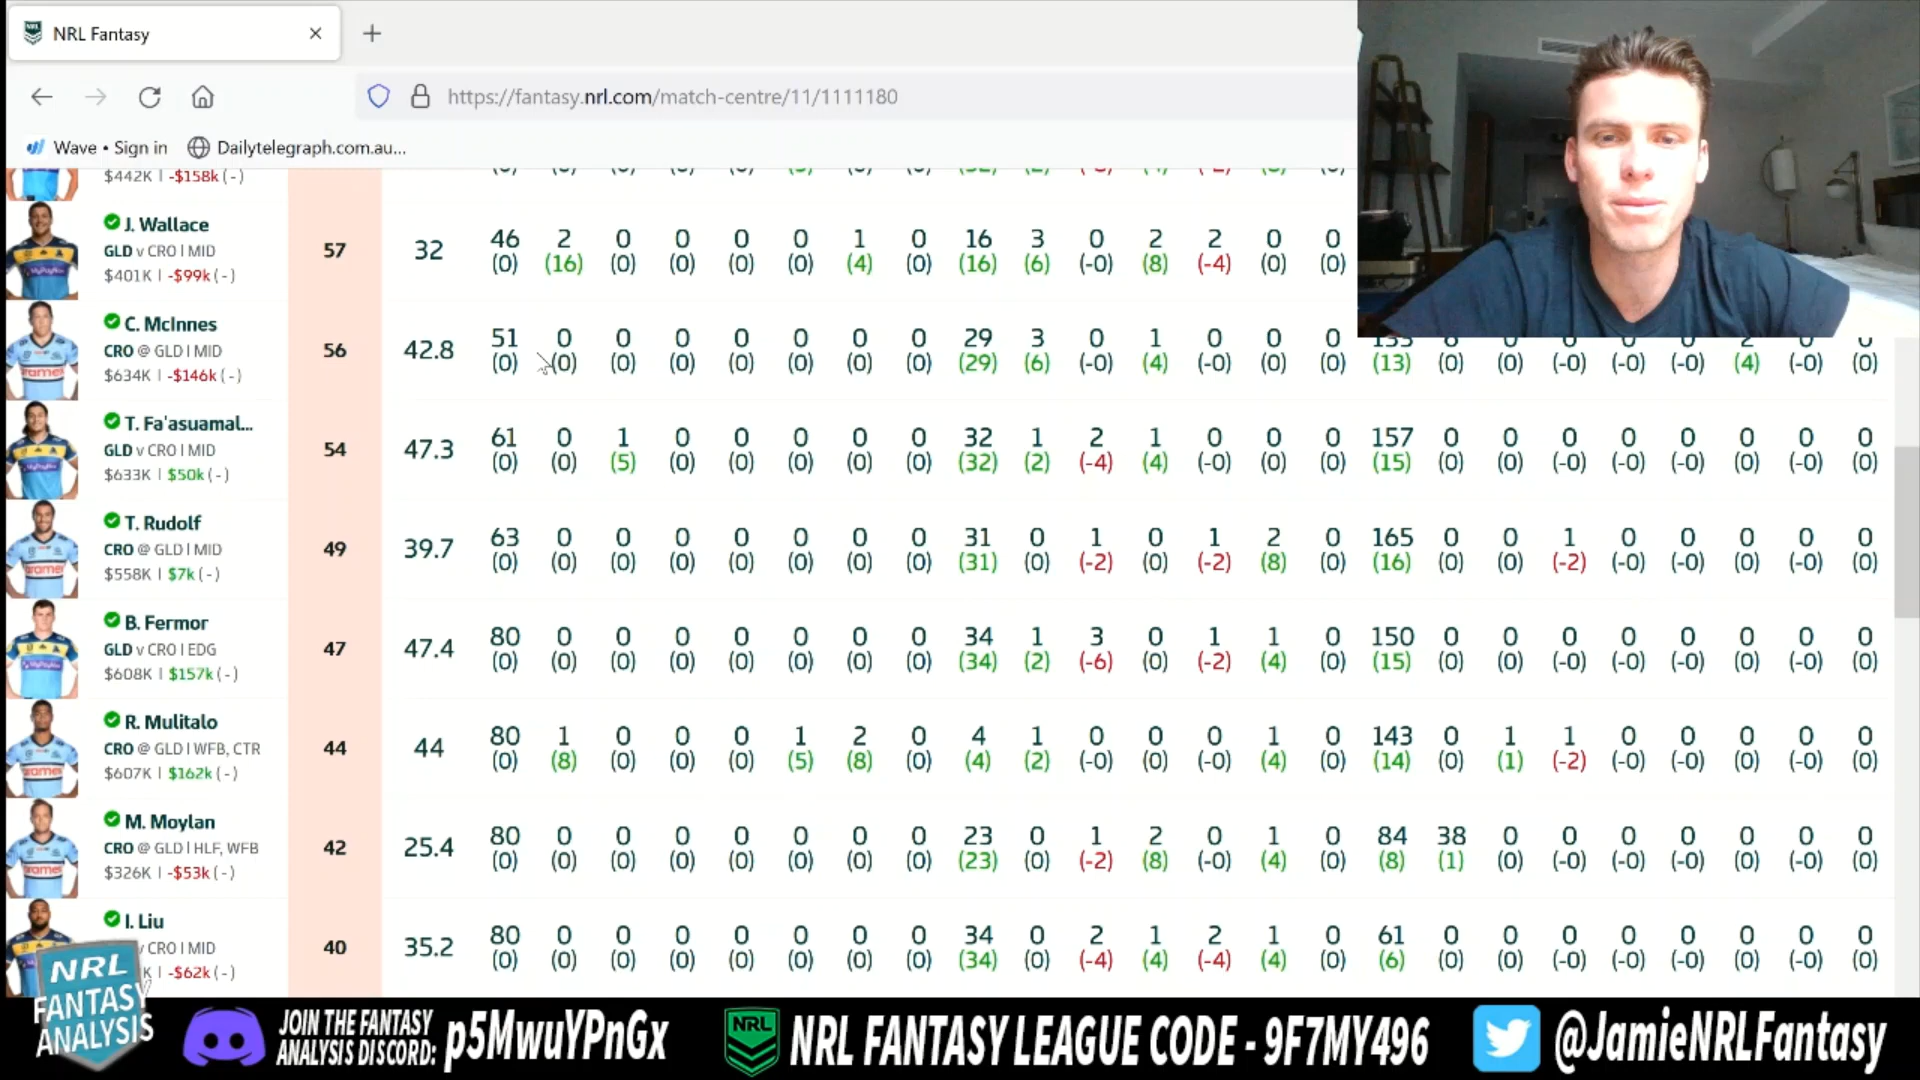 NRL Fantasy
https://fantasy.nrl.com/match-centre/11/1111180
Wave • Sign in Dailytelegraph.com.au...
$442K | -$158k (-)
J. Wallace
GLD v CRO | MID
$401K | -$99k (-)
57 32 46 2 0 0 0 0 1 0 16 3 0 2 2 0 0
(0) (16) (0) (0) (0) (0) (4) (0) (16) (6) (-0) (8) (-4) (0) (0)
C. McInnes
CRO @ GLD | MID
$634K | -$146k (-)
56 42.8 51 0 0 0 0 0 0 0 29 3 0 1 0 0 0
(0) (0) (0) (0) (0) (0) (0) (0) (29) (6) (-0) (4) (-0) (0) (0) (13) (0) (0) (-0) (-0) (-0) (4) (-0) (0)
T. Fa'asuamal...
GLD v CRO | MID
$633K | $50k (-)
54 47.3 61 0 1 0 0 0 0 0 32 1 2 1 0 0 0 157 0 0 0 0 0 0 0 0
(0) (0) (5) (0) (0) (0) (0) (0) (32) (2) (-4) (4) (-0) (0) (0) (15) (0) (0) (-0) (-0) (-0) (0) (-0) (0)
T. Rudolf
CRO @ GLD | MID
$558K | $7k (-)
49 39.7 63 0 0 0 0 0 0 0 31 0 1 0 1 2 0 165 0 0 1 0 0 0 0 0
(0) (0) (0) (0) (0) (0) (0) (0) (31) (0) (-2) (0) (-2) (8) (0) (16) (0) (0) (-2) (-0) (-0) (0) (-0) (0)
B. Fermor
GLD v CRO | EDG
$608K | $157k (-)
47 47.4 80 0 0 0 0 0 0 0 34 1 3 0 1 1 0 150 0 0 0 0 0 0 0 0
(0) (0) (0) (0) (0) (0) (0) (0) (34) (2) (-6) (0) (-2) (4) (0) (15) (0) (0) (-0) (-0) (-0) (0) (-0) (0)
R. Mulitalo
CRO @ GLD | WFB, CTR
$607K | $162k (-)
44 44 80 1 0 0 0 1 2 0 4 1 0 0 0 1 0 143 0 1 1 0 0 0 0 0
(0) (8) (0) (0) (0) (5) (8) (0) (4) (2) (-0) (0) (-0) (4) (0) (14) (0) (1) (-2) (-0) (-0) (0) (-0) (0)
M. Moylan
CRO @ GLD | HLF, WFB
$326K | -$53k (-)
42 25.4 80 0 0 0 0 0 0 0 23 0 1 2 0 1 0 84 38 0 0 0 0 0 0 0
(0) (0) (0) (0) (0) (0) (0) (0) (23) (0) (-2) (8) (-0) (4) (0) (8) (1) (0) (-0) (-0) (-0) (0) (-0) (0)
I. Liu
v CRO | MID
K | -$62k (-)
40 35.2 80 0 0 0 0 0 0 0 34 0 2 1 2 1 0 61 0 0 0 0 0 0 0 0
(0) (0) (0) (0) (0) (0) (0) (0) (34) (0) (-4) (4) (-4) (4) (0) (6) (0) (0) (-0) (-0) (-0) (0) (-0) (0)
NRL
FANTASY
ANALYSIS
JOIN THE FANTASY
ANALYSIS DISCORD: p5MwuYPnGx
NRL
NRL FANTASY LEAGUE CODE - 9F7MY496
@JamieNRLFantasy